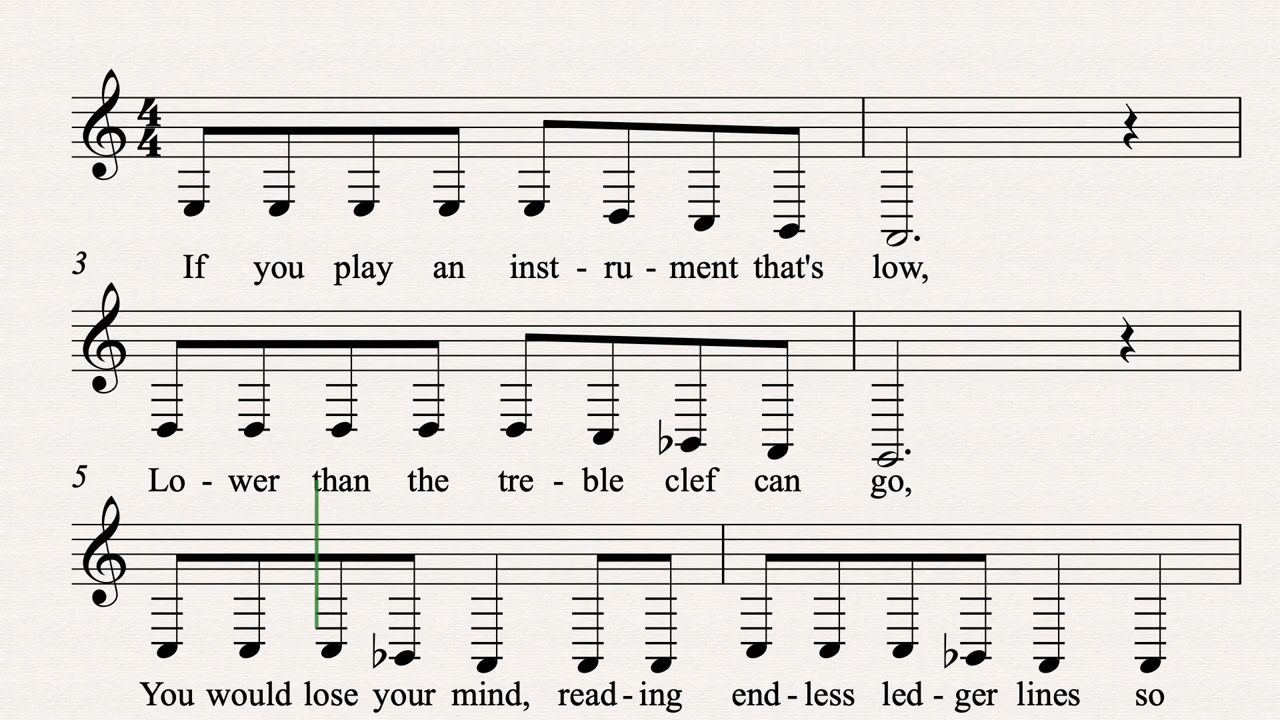 4
4
If you play an inst - ru - ment that's low,
3
Lo - wer than the tre - ble clef can go,
5
You would lose your mind, read - ing end - less led - ger lines so